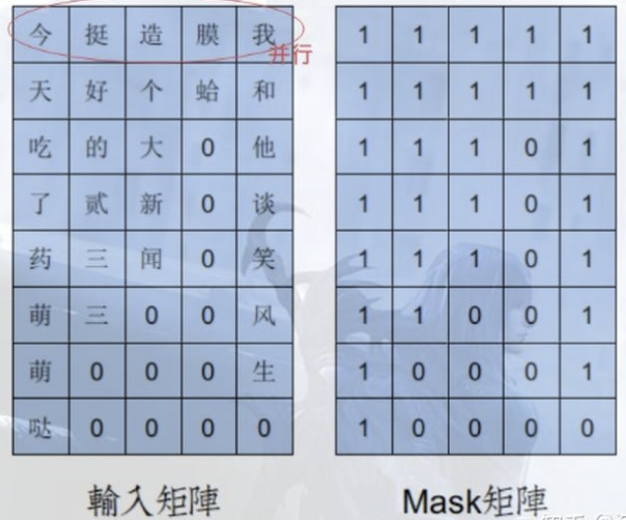 今 挺 造 膜 我 1 1 1 1 1
并行
天 好 个 蛤 和 1 1 1 1 1
吃 的 大 0 他 1 1 1 0 1
了 贰 新 0 谈 1 1 1 0 1
药 三 闻 0 笑 1 1 1 0 1
萌 三 0 0 风 1 1 0 0 1
萌 0 0 0 生 1 0 0 0 1
哒 0 0 0 0 1 0 0 0 0
輸入矩陣 Mask矩陣